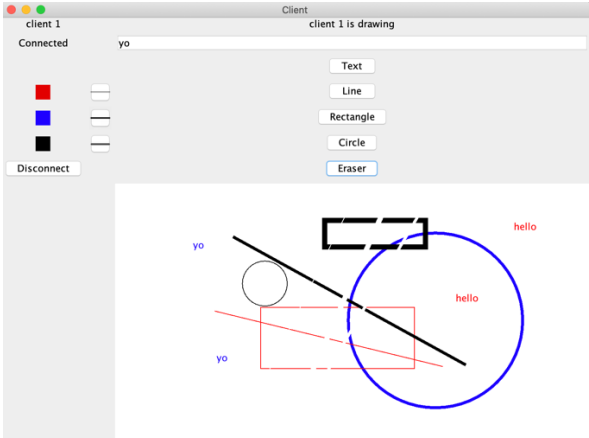 Client
client 1
client 1 is drawing
Connected
yo
Text
Line
Rectangle
Circle
Disconnect
Eraser
hello
yo
hello
yo